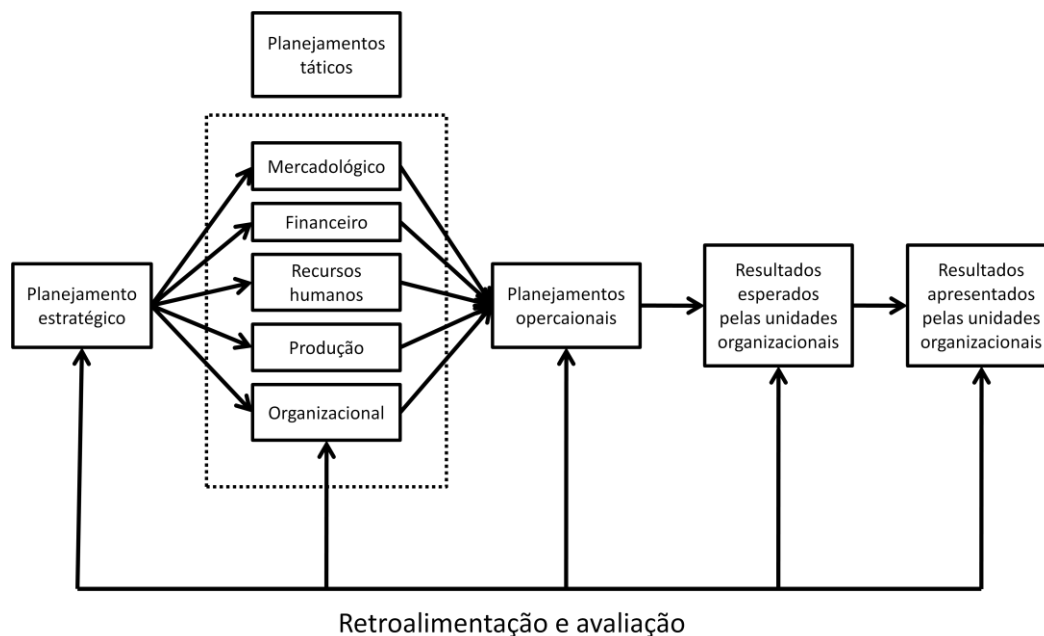 Planejamentos
táticos
Mercadológico
Financeiro
Recursos
humanos
Produção
Organizacional
Planejamento
estratégico
Planejamentos
opercaionais
Resultados
esperados
pelas unidades
organizacionais
Resultados
apresentados
pelas unidades
organizacionais
Retroalimentação e avaliação